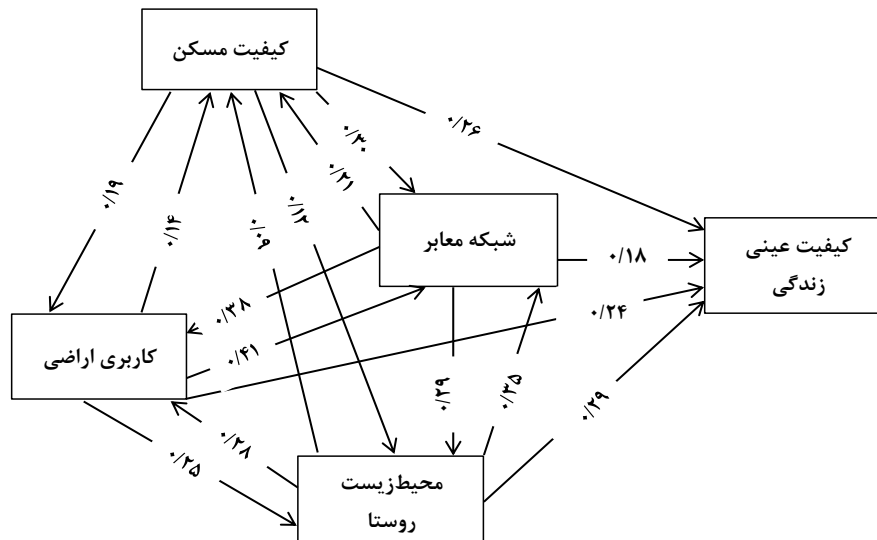 کیفیت مسکن
۰/۲۶
۰/۳۰
۰/۲۱
۰/۱۹
۰/۱۴
۰/۰۹
۰/۱۲
شبکه معابر
کیفیت عینی
زندگی
۰/۱۸
۰/۳۸
۰/۲۴
کاربری اراضی
۰/۴۱
۰/۲۹
۰/۳۵
۰/۲۹
۰/۲۸
۰/۲۵
محیط‌زیست
روستا